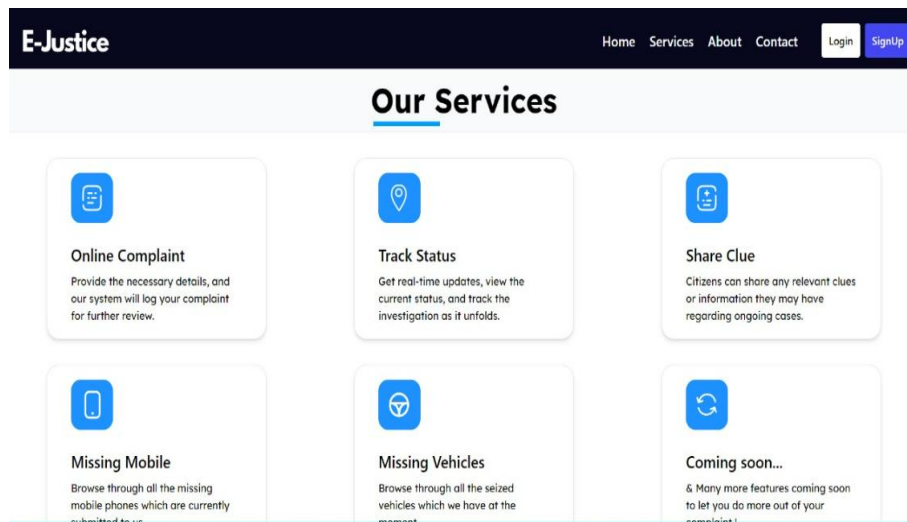 E-Justice
Home Services About Contact Login SignUp
Our Services
Online Complaint
Provide the necessary details, and
our system will log your complaint
for further review.
Track Status
Get real-time updates, view the
current status, and track the
investigation as it unfolds.
Share Clue
Citizens can share any relevant clues
or information they may have
regarding ongoing cases.
Missing Mobile
Browse through all the missing
mobile phones which are currently
submitted to us
Missing Vehicles
Browse through all the seized
vehicles which we have at the
moment
Coming soon...
& Many more features coming soon
to let you do more out of your
complaint !